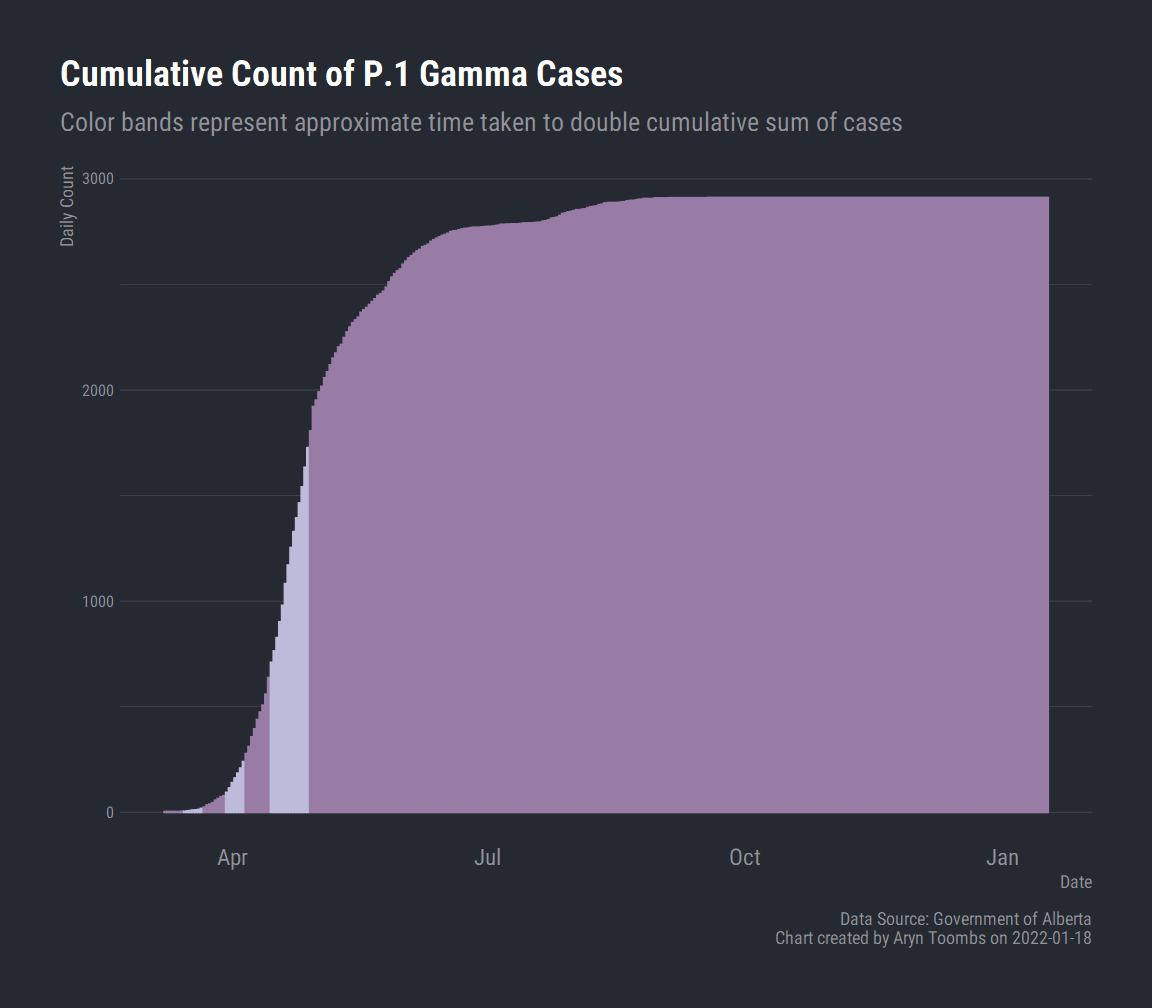 Cumulative Count of P.1 Gamma Cases
Color bands represent approximate time taken to double cumulative sum of cases
Daily Count
3000
2000
1000
0
Apr Jul Oct Jan
Date
Data Source: Government of Alberta
Chart created by Aryn Toombs on 2022-01-18